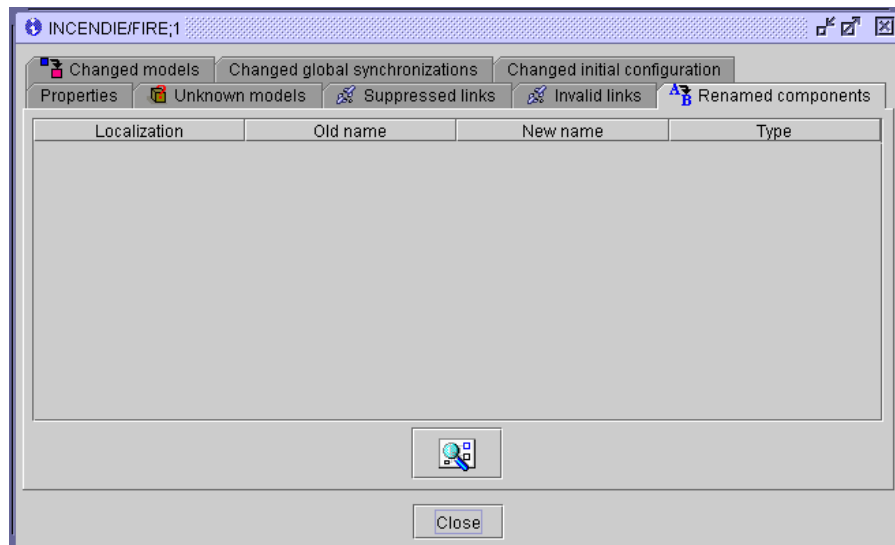 INCENDIE/FIRE;1
Changed models Changed global synchronizations Changed initial configuration
Properties Unknown models Suppressed links Invalid links A B Renamed components
Localization Old name New name Type
Close